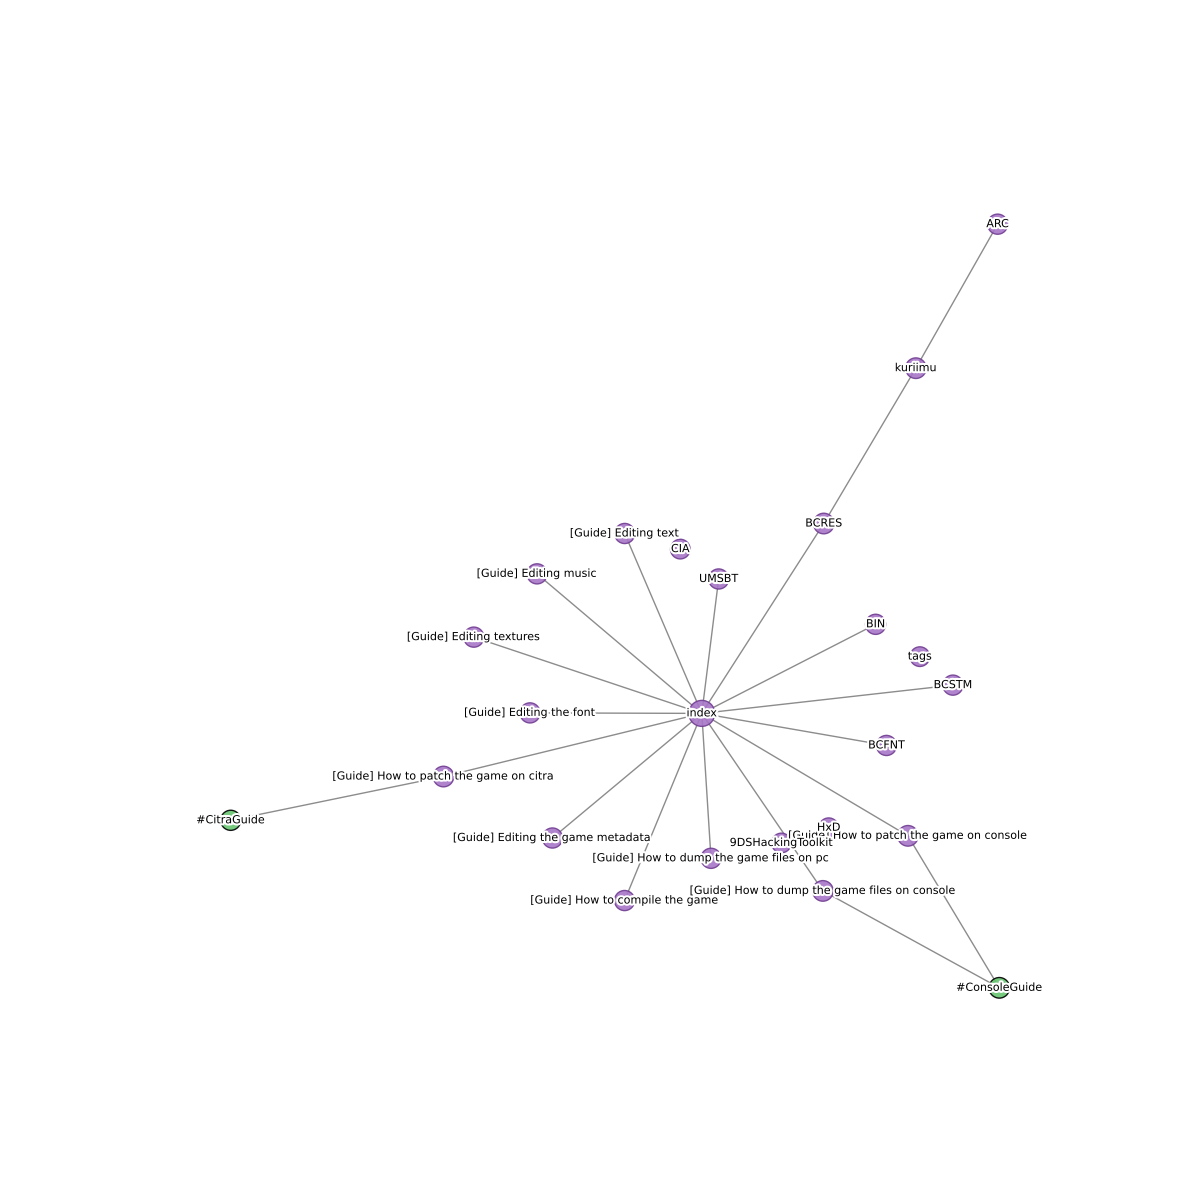 ARC
kuriimu
BCRES
[Guide] Editing text
CIA
[Guide] Editing music
UMSBT
BIN
[Guide] Editing textures
tags
BCSTM
[Guide] Editing the font
index
BCFNT
[Guide] How to patch the game on citra
#CitraGuide
HxD
[Guide] How to patch the game on console
[Guide] Editing the game metadata
9DSHackingToolkit
[Guide] How to dump the game files on pc
[Guide] How to dump the game files on console
[Guide] How to compile the game
#ConsoleGuide